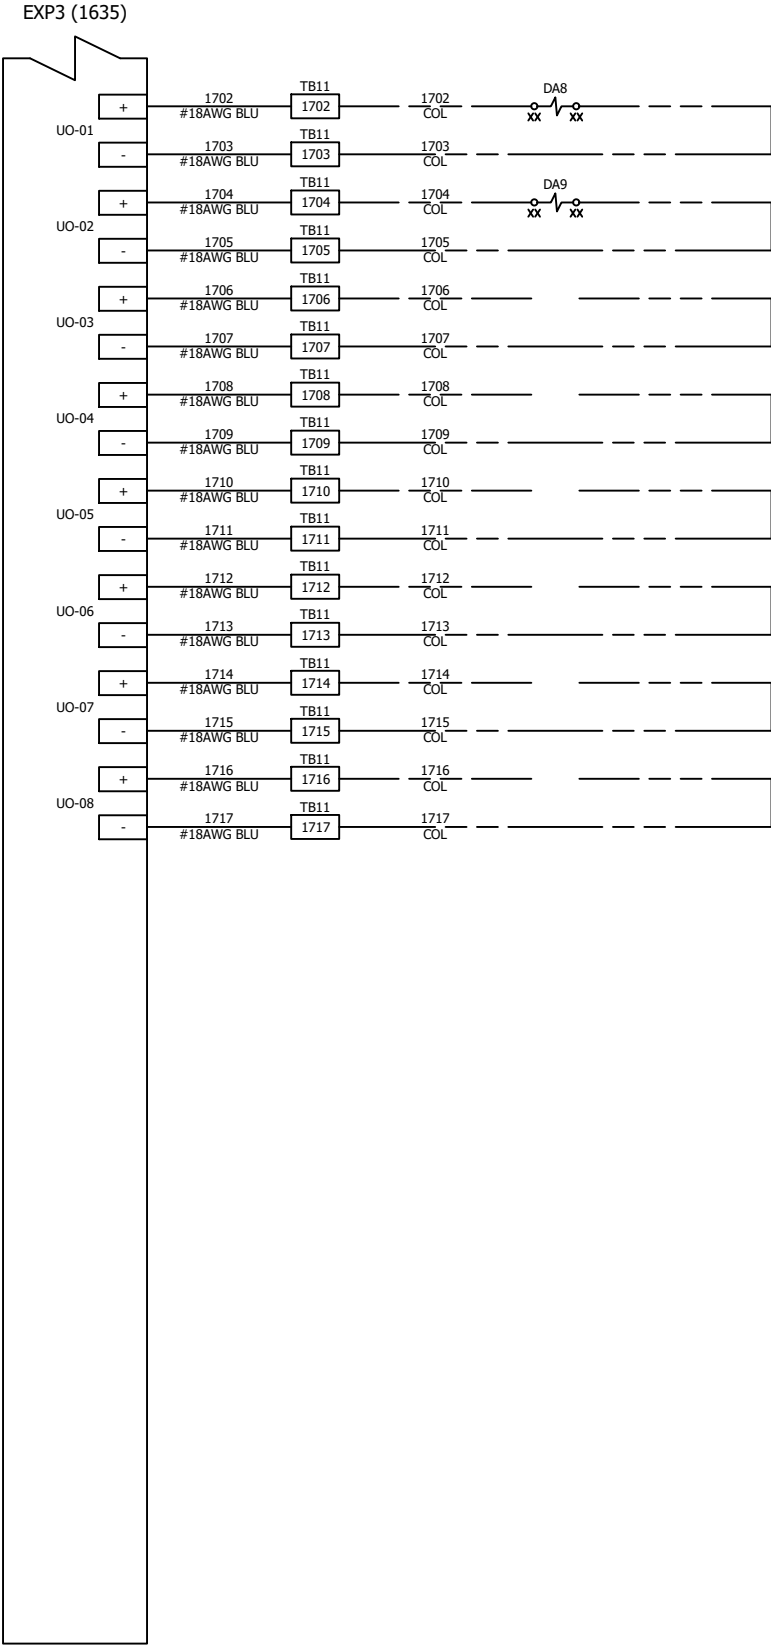 EXP3 (1635)
TB11
1702
1702
DA8
+
1702
#18AWG BLU
COL
XX
XX
UO-01
TB11
1703
1703
-
1703
#18AWG BLU
COL
TB11
1704
1704
DA9
+
1704
#18AWG BLU
COL
XX
XX
UO-02
TB11
1705
1705
-
1705
#18AWG BLU
COL
TB11
1706
1706
+
1706
#18AWG BLU
COL
UO-03
TB11
1707
1707
-
1707
#18AWG BLU
COL
TB11
1708
1708
+
1708
#18AWG BLU
COL
UO-04
TB11
1709
1709
-
1709
#18AWG BLU
COL
TB11
1710
1710
+
1710
#18AWG BLU
COL
UO-05
TB11
1711
1711
-
1711
#18AWG BLU
COL
TB11
1712
1712
+
1712
#18AWG BLU
COL
UO-06
TB11
1713
1713
-
1713
#18AWG BLU
COL
TB11
1714
1714
+
1714
#18AWG BLU
COL
UO-07
TB11
1715
1715
-
1715
#18AWG BLU
COL
TB11
1716
1716
+
1716
#18AWG BLU
COL
UO-08
TB11
1717
1717
-
1717
#18AWG BLU
COL